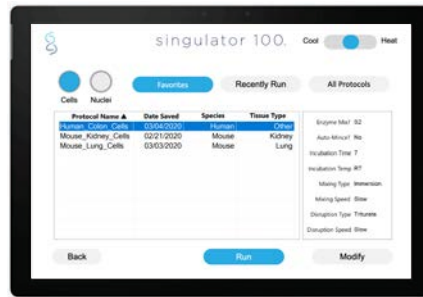 singulator 100.
Cool Heat
Cells Nuclei
Favorites Recently Run All Protocols
Protocol Name ▲ Date Saved Species Tissue Type
Human_Colon_Cells 03/04/2020 Human Other
Mouse_Kidney_Cells 02/21/2020 Mouse Kidney
Mouse_Lung_Cells 03/03/2020 Mouse Lung
Enzyme Mix? S2
Auto-Mince? No
Incubation Time ?
Incubation Temp RT
Mixing Type Immersion
Mixing Speed Slow
Disruption Type Triturate
Disruption Speed Slow
Back Run Modify